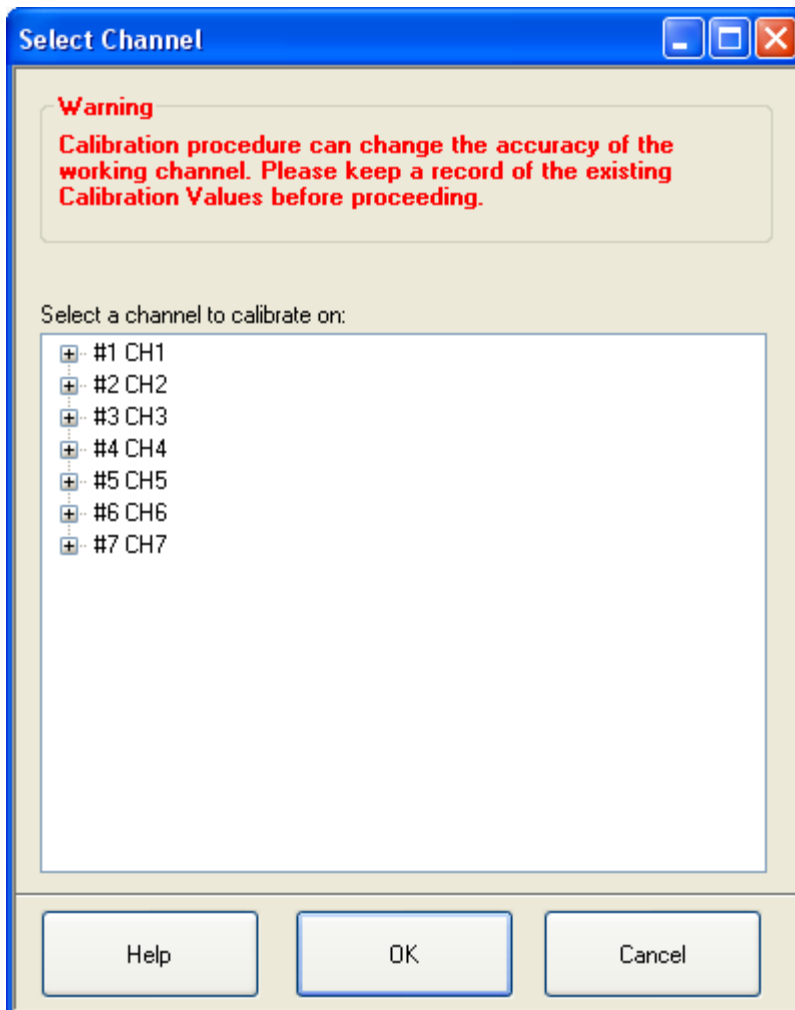 Select Channel
Warning
Calibration procedure can change the accuracy of the
working channel. Please keep a record of the existing
Calibration Values before proceeding.
Select a channel to calibrate on:
#1 CH1
#2 CH2
#3 CH3
#4 CH4
#5 CH5
#6 CH6
#7 CH7
Help
OK
Cancel